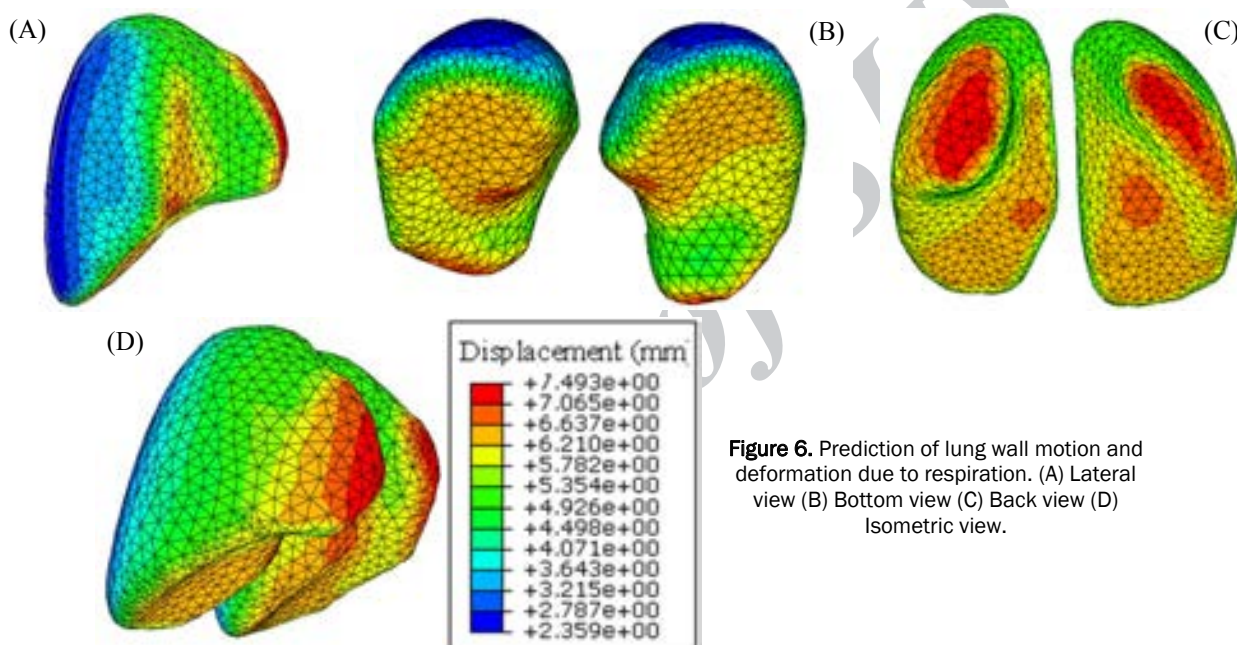 (A)
(B)
(C)
(D)
Displacement (mm)
+7.493e+00
+7.065e+00
+6.637e+00
+6.210e+00
+5.782e+00
+5.354e+00
+4.926e+00
+4.498e+00
+4.071e+00
+3.643e+00
+3.215e+00
+2.787e+00
+2.359e+00
Figure 6. Prediction of lung wall motion and
deformation due to respiration. (A) Lateral
view (B) Bottom view (C) Back view (D)
Isometric view.